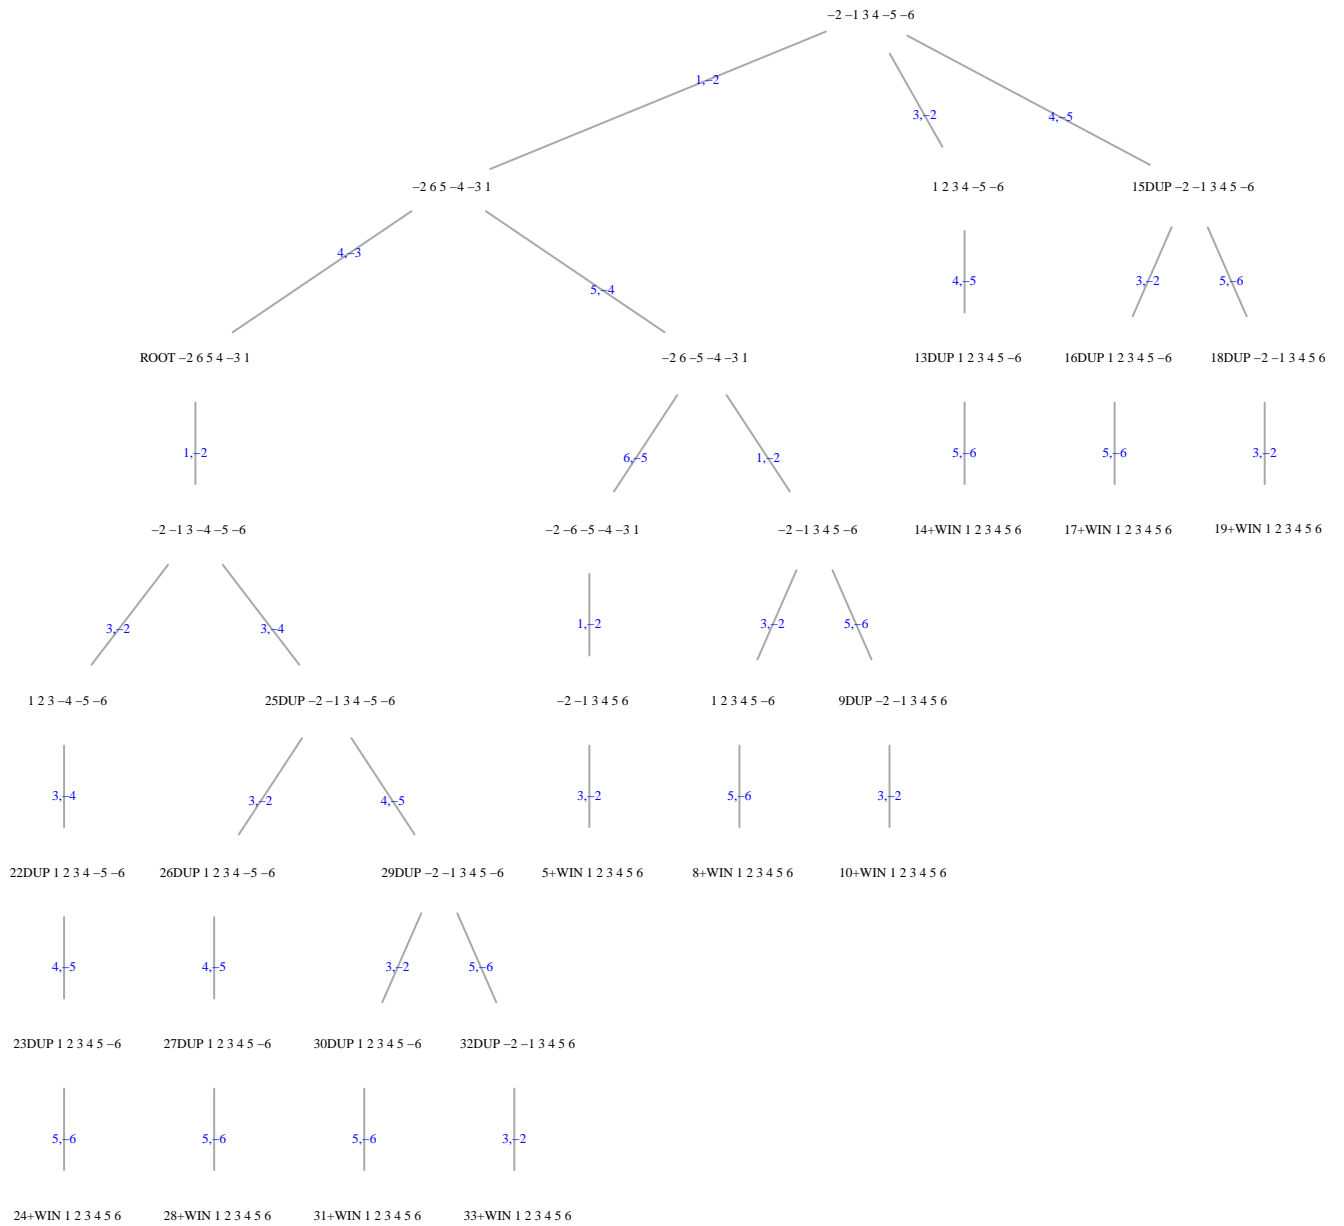 −2 −1 3 4 −5 −6
1,−2
3,−2
4,−5
−2 6 5 −4 −3 1
1 2 3 4 −5 −6
15DUP −2 −1 3 4 5 −6
4,−3
5,−4
4,−5
3,−2
5,−6
ROOT −2 6 5 4 −3 1
−2 6 −5 −4 −3 1
13DUP 1 2 3 4 5 −6
16DUP 1 2 3 4 5 −6
18DUP −2 −1 3 4 5 6
1,−2
6,−5
1,−2
5,−6
5,−6
3,−2
−2 −1 3 −4 −5 −6
−2 −6 −5 −4 −3 1
−2 −1 3 4 5 −6
14+WIN 1 2 3 4 5 6
17+WIN 1 2 3 4 5 6
19+WIN 1 2 3 4 5 6
3,−2
3,−4
1,−2
3,−2
5,−6
1 2 3 −4 −5 −6
25DUP −2 −1 3 4 −5 −6
−2 −1 3 4 5 6
1 2 3 4 5 −6
9DUP −2 −1 3 4 5 6
3,−4
3,−2
4,−5
3,−2
5,−6
3,−2
22DUP 1 2 3 4 −5 −6
26DUP 1 2 3 4 −5 −6
29DUP −2 −1 3 4 5 −6
5+WIN 1 2 3 4 5 6
8+WIN 1 2 3 4 5 6
10+WIN 1 2 3 4 5 6
4,−5
4,−5
3,−2
5,−6
23DUP 1 2 3 4 5 −6
27DUP 1 2 3 4 5 −6
30DUP 1 2 3 4 5 −6
32DUP −2 −1 3 4 5 6
5,−6
5,−6
5,−6
3,−2
24+WIN 1 2 3 4 5 6
28+WIN 1 2 3 4 5 6
31+WIN 1 2 3 4 5 6
33+WIN 1 2 3 4 5 6